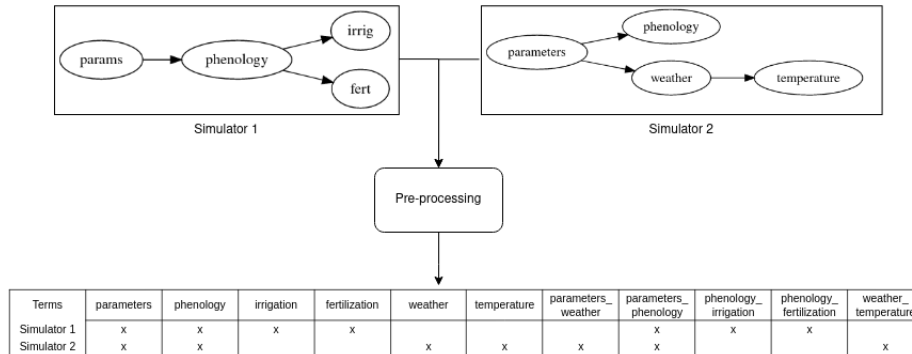 params
phenology
irrig
fert
Simulator 1
parameters
phenology
weather
temperature
Simulator 2
Pre-processing
Terms parameters phenology irrigation fertilization weather temperature parameters_ weather parameters_ phenology phenology_ irrigation phenology_ fertilization weather_ temperature
Simulator 1 x x x x x x x
Simulator 2 x x x x x x x